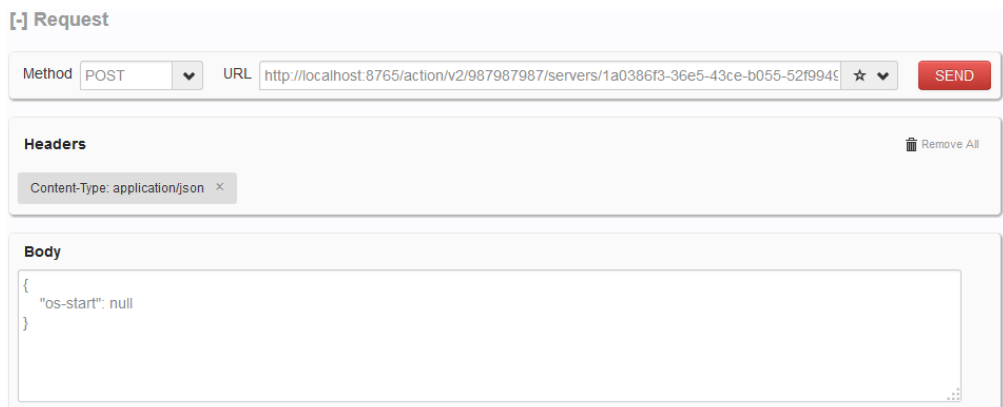 [-] Request
Method POST URL http://localhost:8765/action/v2/987987987/servers/1a0386f3-36e5-43ce-b055-52f9949 SEND
Headers Remove All
Content-Type: application/json ×
Body
{
"os-start": null
}